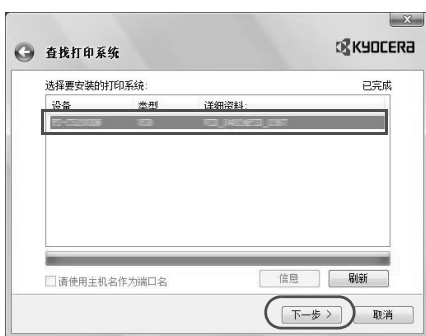 查找打印系统
KYOCERA
选择要安装的打印系统: 已完成
设备 类型 详细资料:
请使用主机名作为端口名 信息 刷新
下一步 > 取消